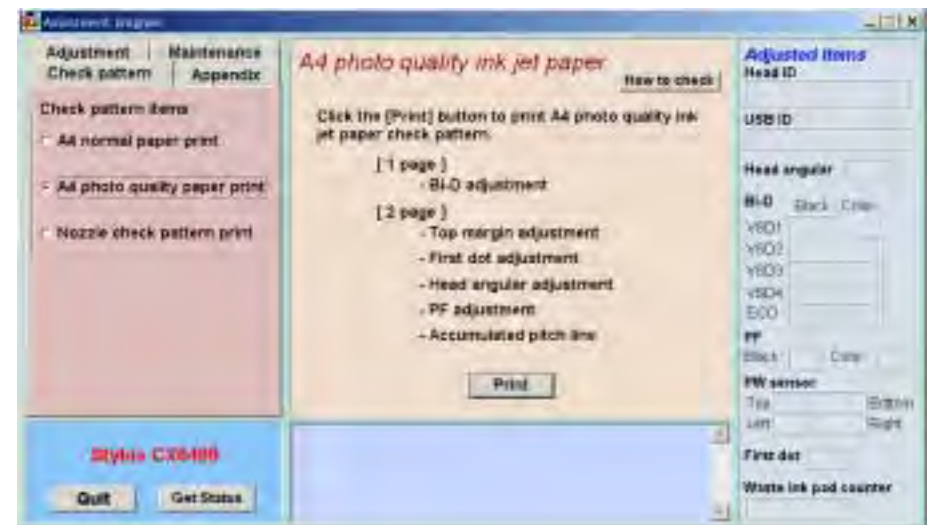 Adjustment program
Adjustment
Maintenance
Check pattern
Appendix
Check pattern items
A4 normal paper print
A4 photo quality paper print
Nozzle check pattern print
A4 photo quality ink jet paper
How to check
Click the [Print] button to print A4 photo quality ink
jet paper check pattern.
[ 1 page ]
- Bi-D adjustment
[ 2 page ]
- Top margin adjustment
- First dot adjustment
- Head angular adjustment
- PF adjustment
- Accumulated pitch line
Print
Quit
Get Status
Adjusted items
Head ID
USB ID
Head angular
Bi-D Black Color
VSD1
VSD2
VSD3
VSD4
ECO
PF
Black Color
PW sensor
Top Bottom
Left Right
First dot
Waste ink pad counter